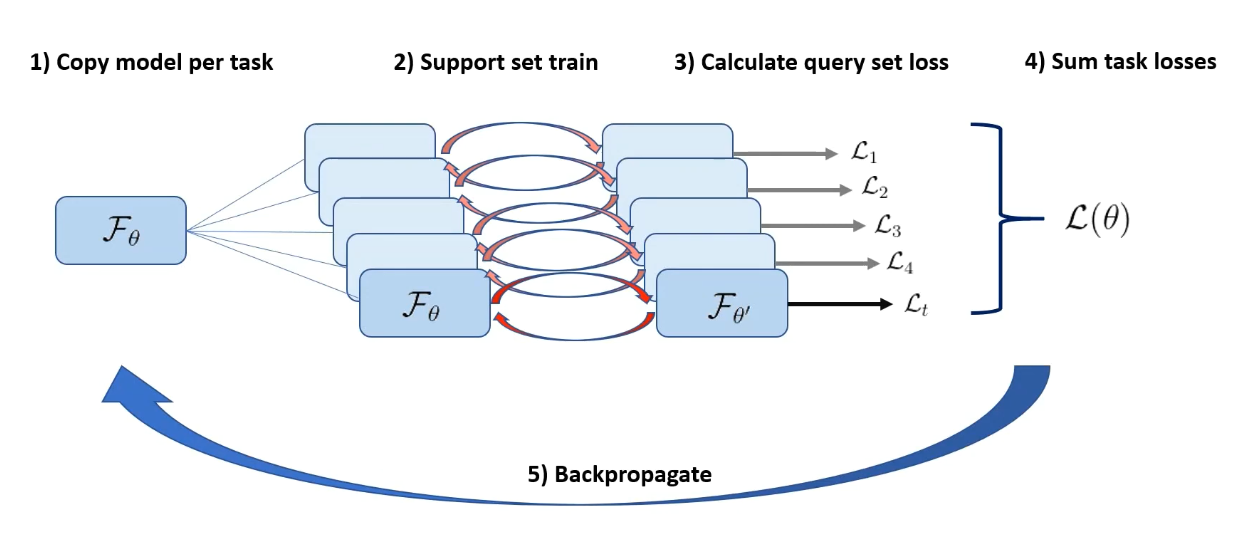 1) Copy model per task
2) Support set train
3) Calculate query set loss
4) Sum task losses
ℱθ
ℱθ
ℱθ′
ℒ1
ℒ2
ℒ3
ℒ4
ℒt
ℒ(θ)
5) Backpropagate